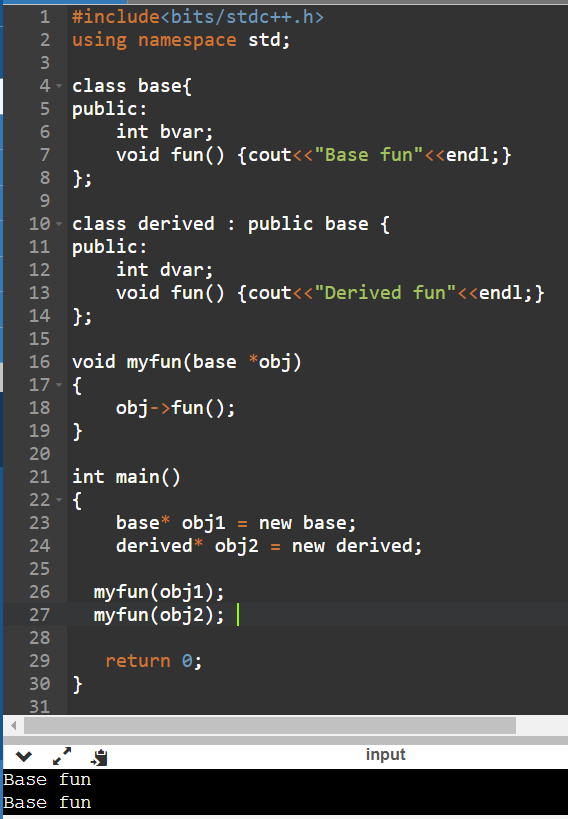 1 #include<bits/stdc++.h>
2 using namespace std;
3
4 class base{
5 public:
6     int bvar;
7     void fun() {cout<<"Base fun"<<endl;}
8 };
9
10 class derived : public base {
11 public:
12     int dvar;
13     void fun() {cout<<"Derived fun"<<endl;}
14 };
15
16 void myfun(base *obj)
17 {
18     obj->fun();
19 }
20
21 int main()
22 {
23     base* obj1 = new base;
24     derived* obj2 = new derived;
25
26   myfun(obj1);
27   myfun(obj2);
28
29    return 0;
30 }
31
input
Base fun
Base fun